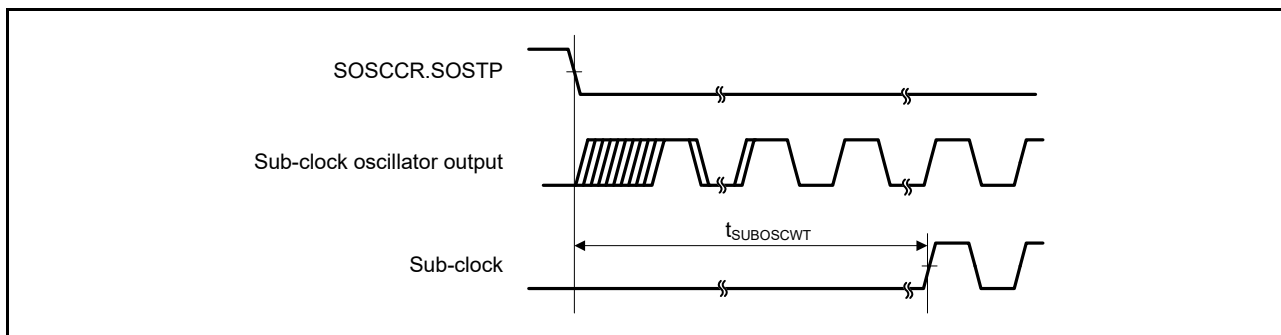 SOSCCR.SOSTP
Sub-clock oscillator output
tSUBOSCWT
Sub-clock